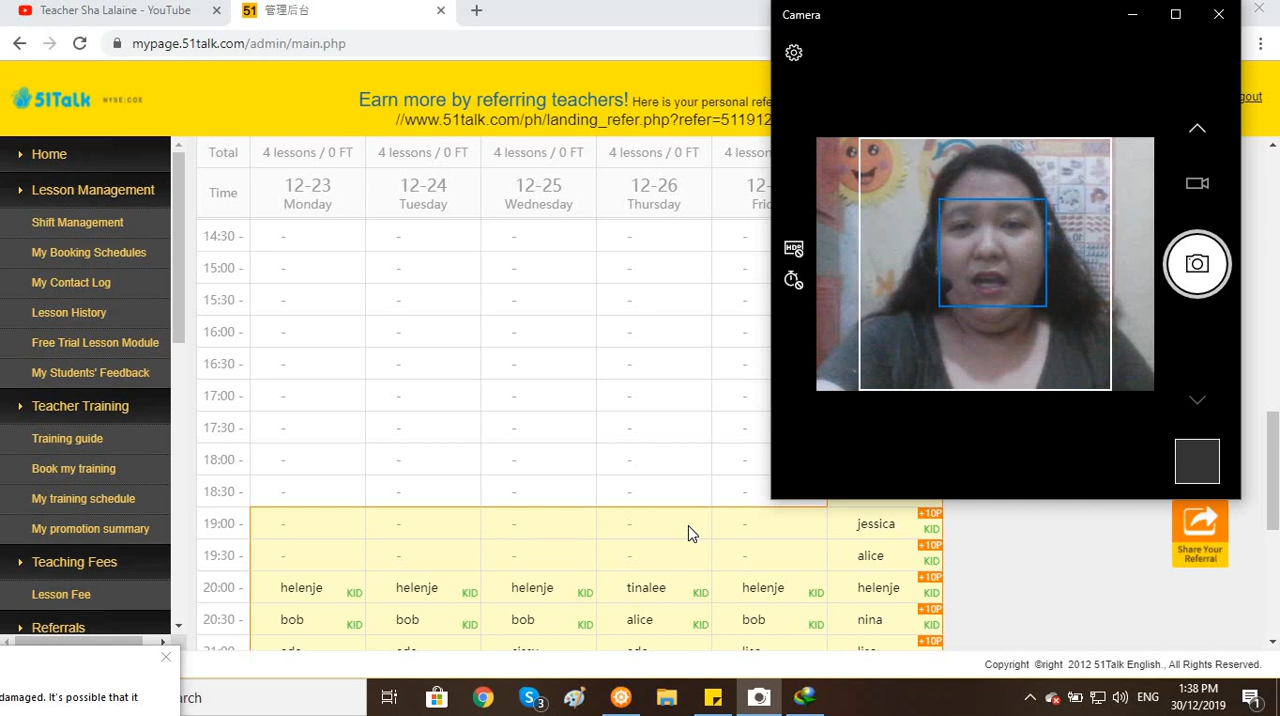 Teacher Sha Lalaine - YouTube
51 管理后台
Camera
mypage.51talk.com/admin/main.php
51Talk NYSE:COE
Earn more by referring teachers! Here is your personal refe
//www.51talk.com/ph/landing_refer.php?refer=511912
gout
Home
Lesson Management
Shift Management
My Booking Schedules
My Contact Log
Lesson History
Free Trial Lesson Module
My Students' Feedback
Teacher Training
Training guide
Book my training
My training schedule
My promotion summary
Teaching Fees
Lesson Fee
Referrals
Total 4 lessons / 0 FT 4 lessons / 0 FT 4 lessons / 0 FT 4 lessons / 0 FT 4 lesson
Time 12-23 12-24 12-25 12-26 12-
Monday Tuesday Wednesday Thursday Fri
14:30 - - - - - -
15:00 - - - - - -
15:30 - - - - - -
16:00 - - - - - -
16:30 - - - - - -
17:00 - - - - - -
17:30 - - - - - -
18:00 - - - - - -
18:30 - - - - - -
19:00 - - - - - - jessica +10P KID
19:30 - - - - - - alice +10P KID
20:00 - helenje KID helenje KID helenje KID tinalee KID helenje KID helenje +10P KID
20:30 - bob KID bob KID bob KID alice KID bob KID nina +10P KID
+10P
HDR
Share Your
Referral
Copyright ©right 2012 51Talk English., All Rights Reserved.
damaged. It's possible that it
arch
3
ENG
1:38 PM
30/12/2019
1